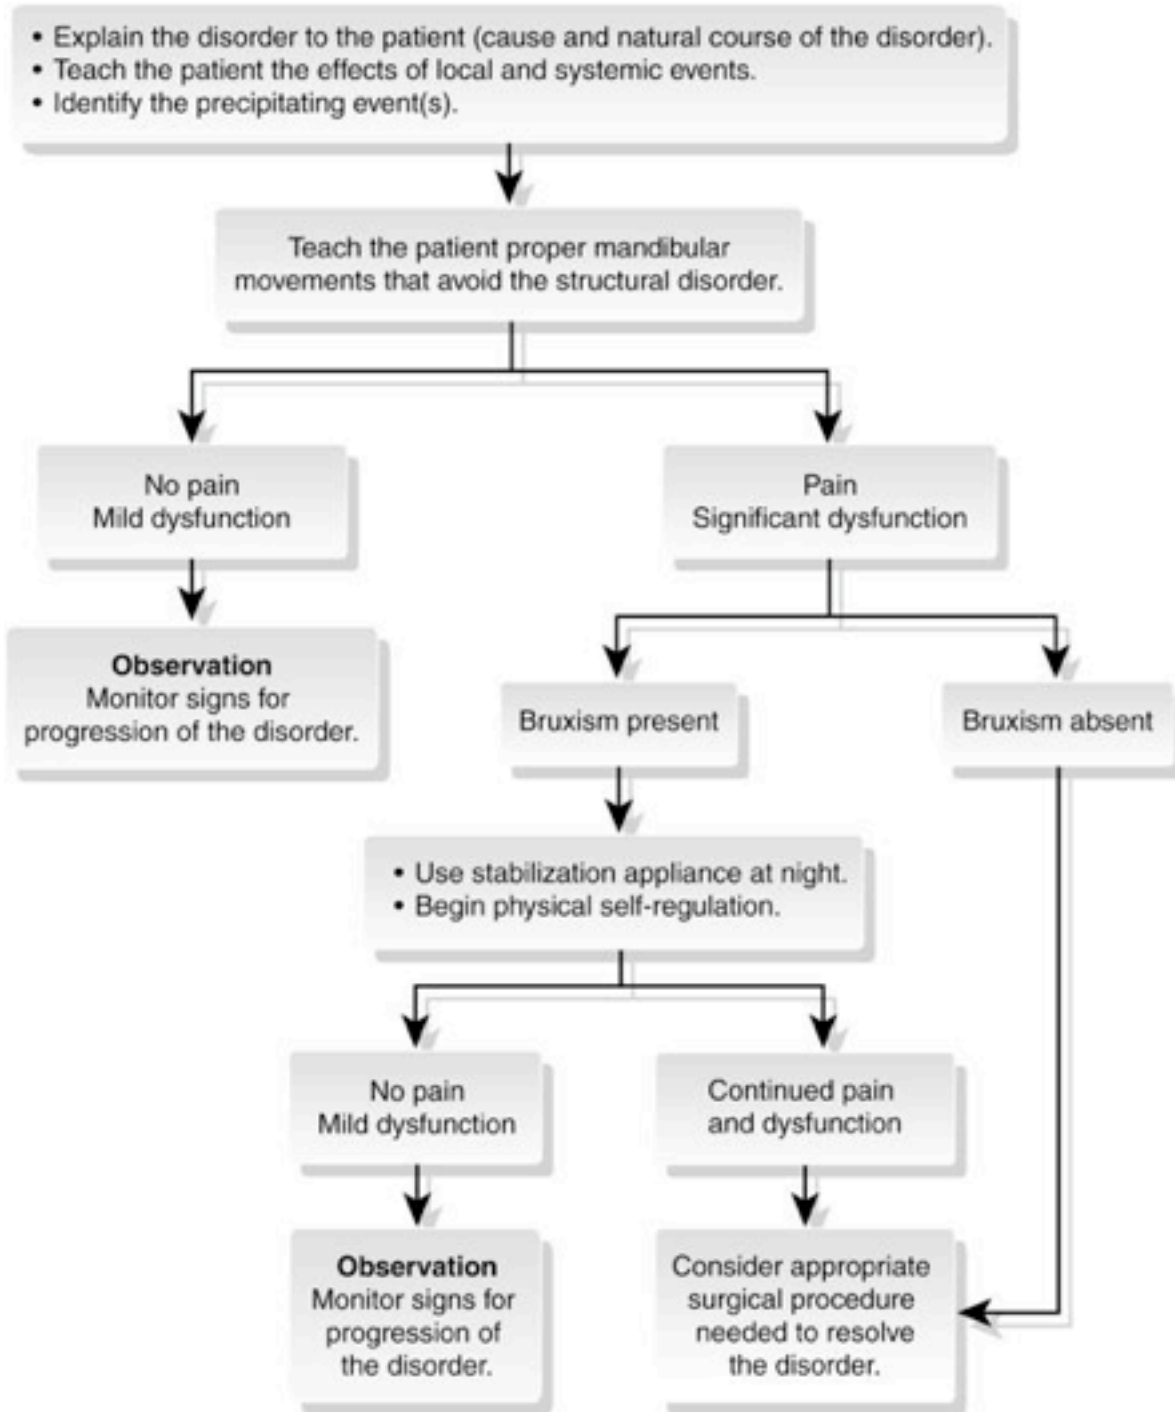 • Explain the disorder to the patient (cause and natural course of the disorder).
• Teach the patient the effects of local and systemic events.
• Identify the precipitating event(s).
Teach the patient proper mandibular
movements that avoid the structural disorder.
No pain
Mild dysfunction
Pain
Significant dysfunction
Observation
Monitor signs for
progression of the disorder.
Bruxism present
Bruxism absent
• Use stabilization appliance at night.
• Begin physical self-regulation.
No pain
Mild dysfunction
Continued pain
and dysfunction
Observation
Monitor signs for
progression of
the disorder.
Consider appropriate
surgical procedure
needed to resolve
the disorder.